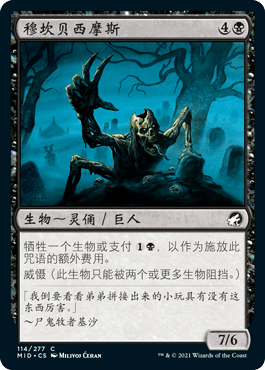 穆坎贝西摩斯 4
生物～灵俑／巨人
牺牲一个生物或支付1，以作为施放此
咒语的额外费用。
威慑（此生物只能被两个或更多生物阻挡。）
「我倒要看看弟弟拼接出来的小玩具有没有这
东西厉害。」
～尸鬼牧者基沙
7/6
114/277 C
MID•CS MILIVOJ ĆERAN
™ & © 2021 Wizards of the Coast